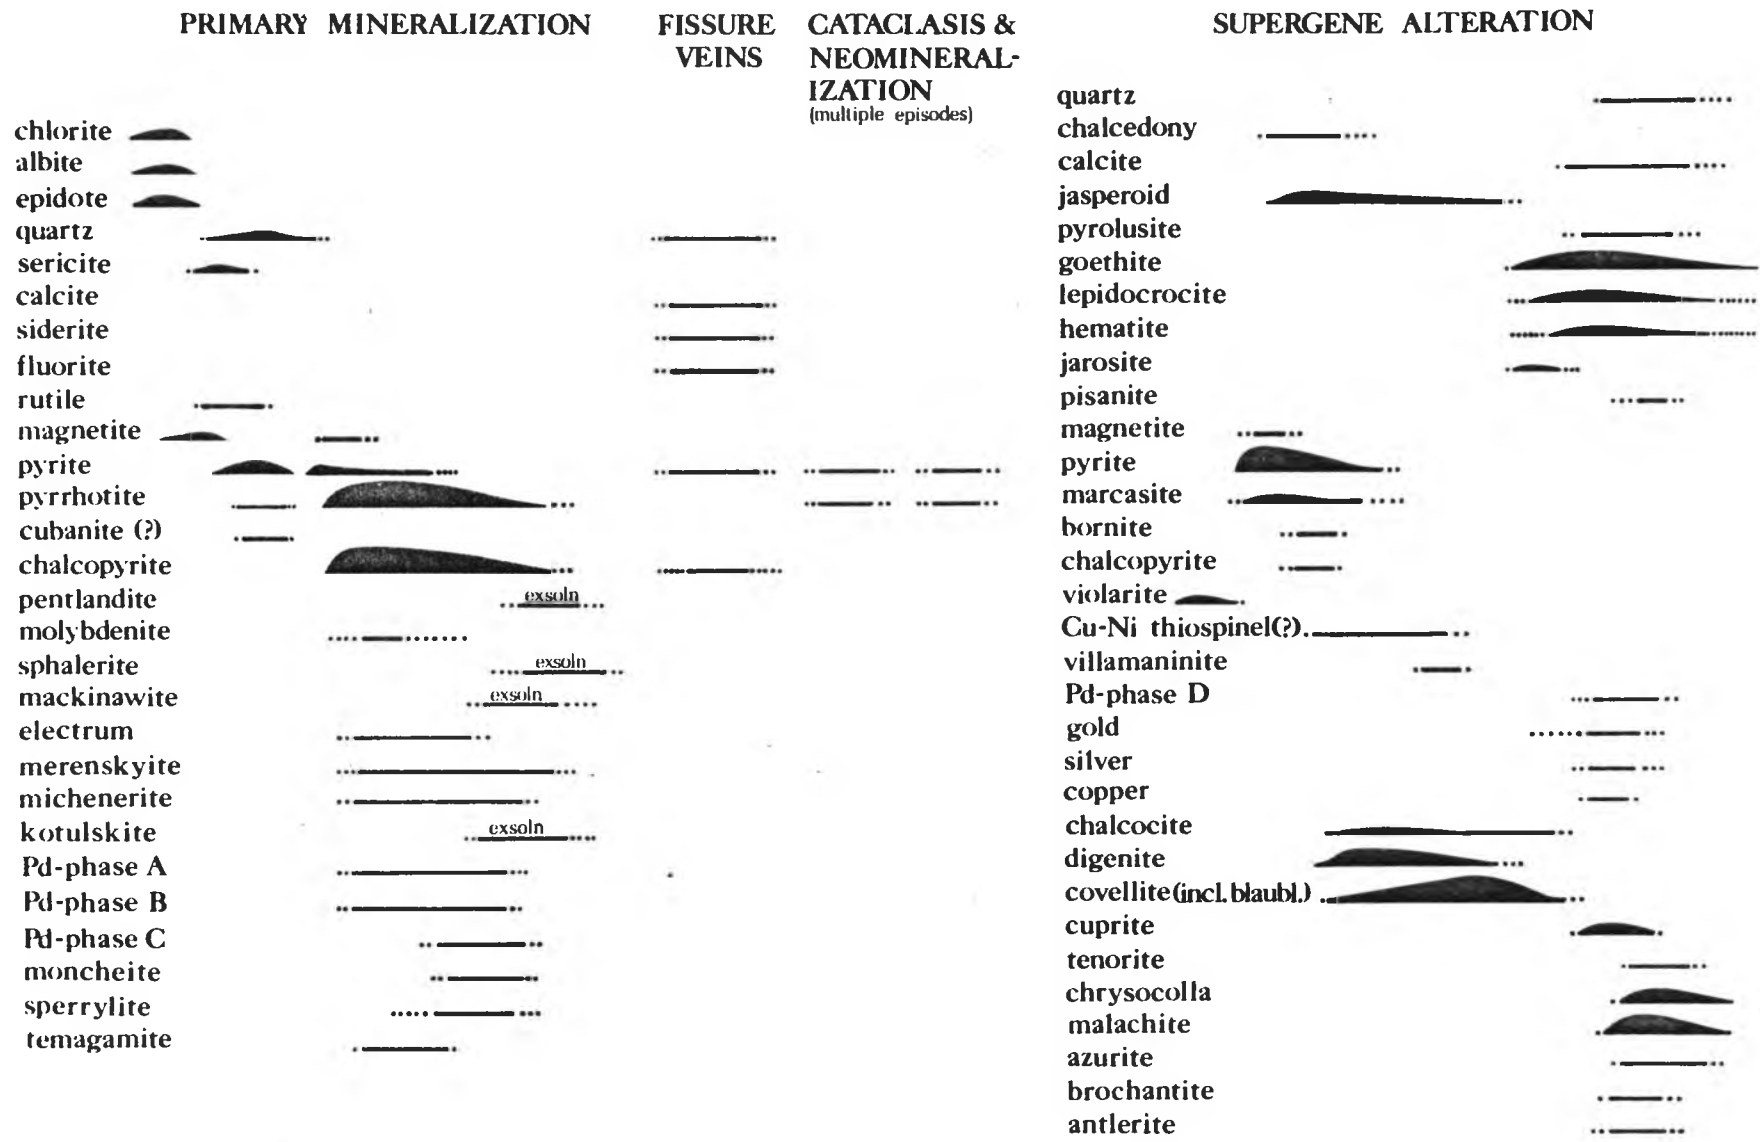 PRIMARY MINERALIZATION
FISSURE
VEINS
CATACLASIS &
NEOMINERAL-
IZATION
(multiple episodes)
chlorite
albite
epidote
quartz
sericite
calcite
siderite
fluorite
rutile
magnetite
pyrite
pyrrhotite
cubanite (?)
chalcopyrite
pentlandite exsoln
molybdenite
sphalerite exsoln
mackinawite exsoln
electrum
merenskyite
michenerite
kotulskite exsoln
Pd-phase A
Pd-phase B
Pd-phase C
moncheite
sperrylite
temagamite
SUPERGENE ALTERATION
quartz
chalcedony
calcite
jasperoid
pyrolusite
goethite
lepidocrocite
hematite
jarosite
pisanite
magnetite
pyrite
marcasite
bornite
chalcopyrite
violarite
Cu-Ni thiospinel(?)
villamaninite
Pd-phase D
gold
silver
copper
chalcocite
digenite
covellite(incl. blaubl.)
cuprite
tenorite
chrysocolla
malachite
azurite
brochantite
antlerite